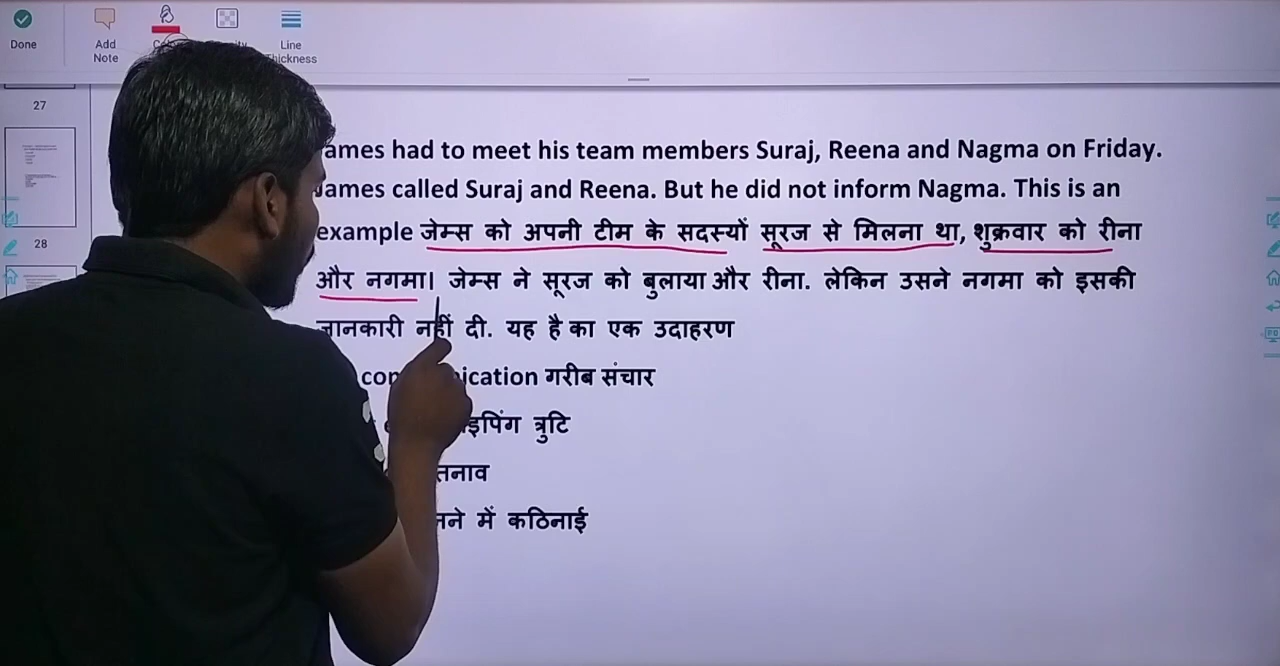 Done
Add
Note
Line
Thickness
27
28
ames had to meet his team members Suraj, Reena and Nagma on Friday.
James called Suraj and Reena. But he did not inform Nagma. This is an
example जेम्स को अपनी टीम के सदस्यों सूरज से मिलना था, शुक्रवार को रीना
और नगमा। जेम्स ने सूरज को बुलाया और रीना. लेकिन उसने नगमा को इसकी
जानकारी नहीं दी. यह है का एक उदाहरण
गरीब संचार
त्रुटि
तनाव
में कठिनाई